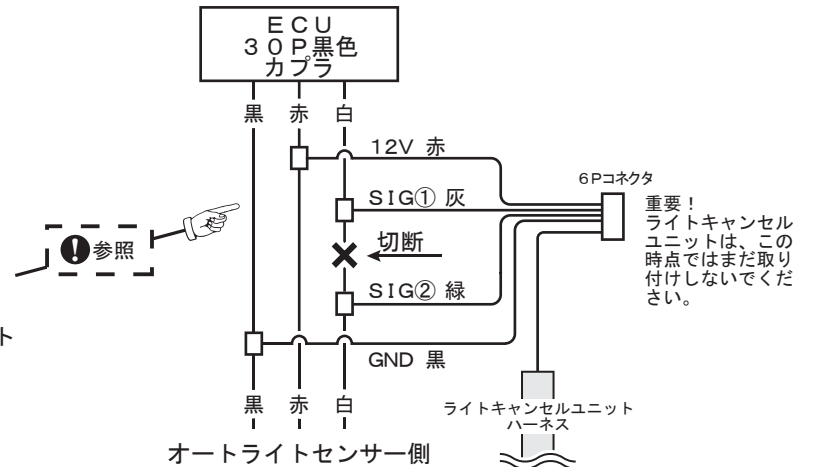 ＥＣＵ
３０Ｐ黒色
カプラ
黒 赤 白
12V 赤
SIG① 灰
切断
SIG② 緑
GND 黒
黒 赤 白
オートライトセンサー側
!参照
ト
６Ｐコネクタ
重要！
ライトキャンセル
ユニットは、この
時点ではまだ取り
付けしないでくだ
さい。
ライトキャンセルユニット
ハーネス